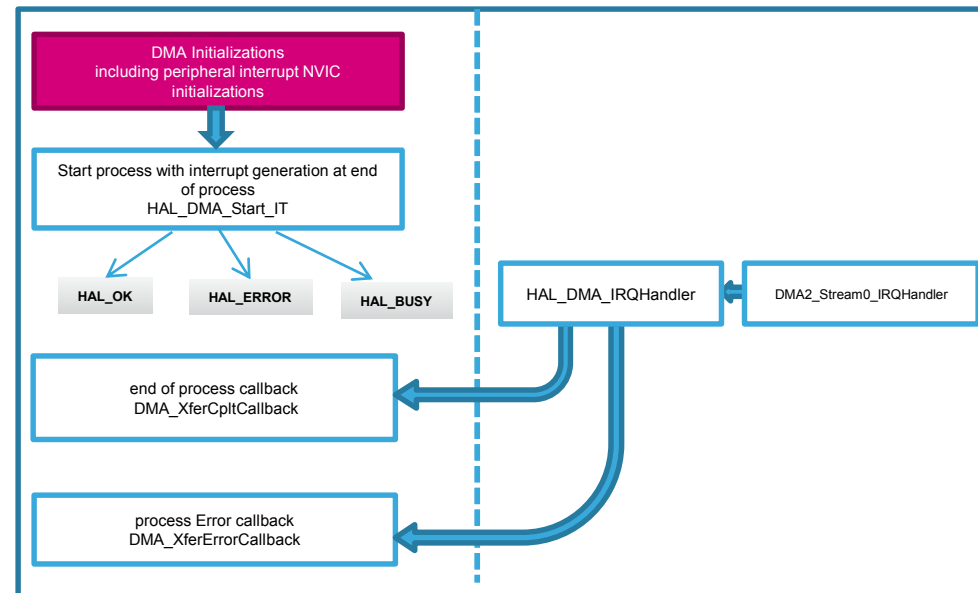 DMA Initializations
including peripheral interrupt NVIC
initializations
Start process with interrupt generation at end
of process
HAL_DMA_Start_IT
HAL_OK
HAL_ERROR
HAL_BUSY
HAL_DMA_IRQHandler
DMA2_Stream0_IRQHandler
end of process callback
DMA_XferCpltCallback
process Error callback
DMA_XferErrorCallback